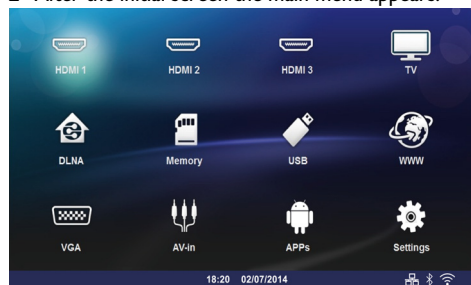 2 After the initial screen the main menu appears.
HDMI 1 HDMI 2 HDMI 3 TV
DLNA Memory USB WWW
VGA AV-in APPs Settings
18:20 02/07/2014